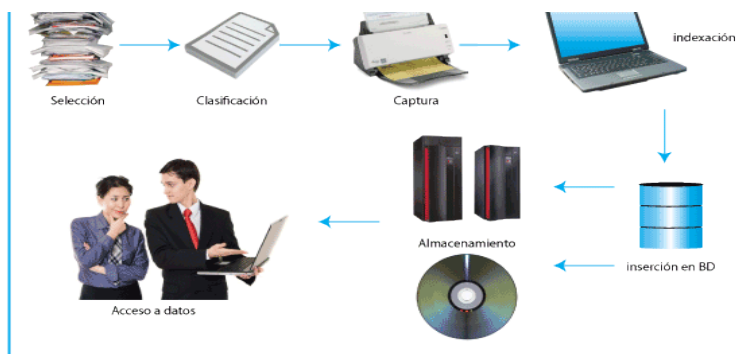 Selección
Clasificación
Captura
indexación
inserción en BD
Almacenamiento
Acceso a datos